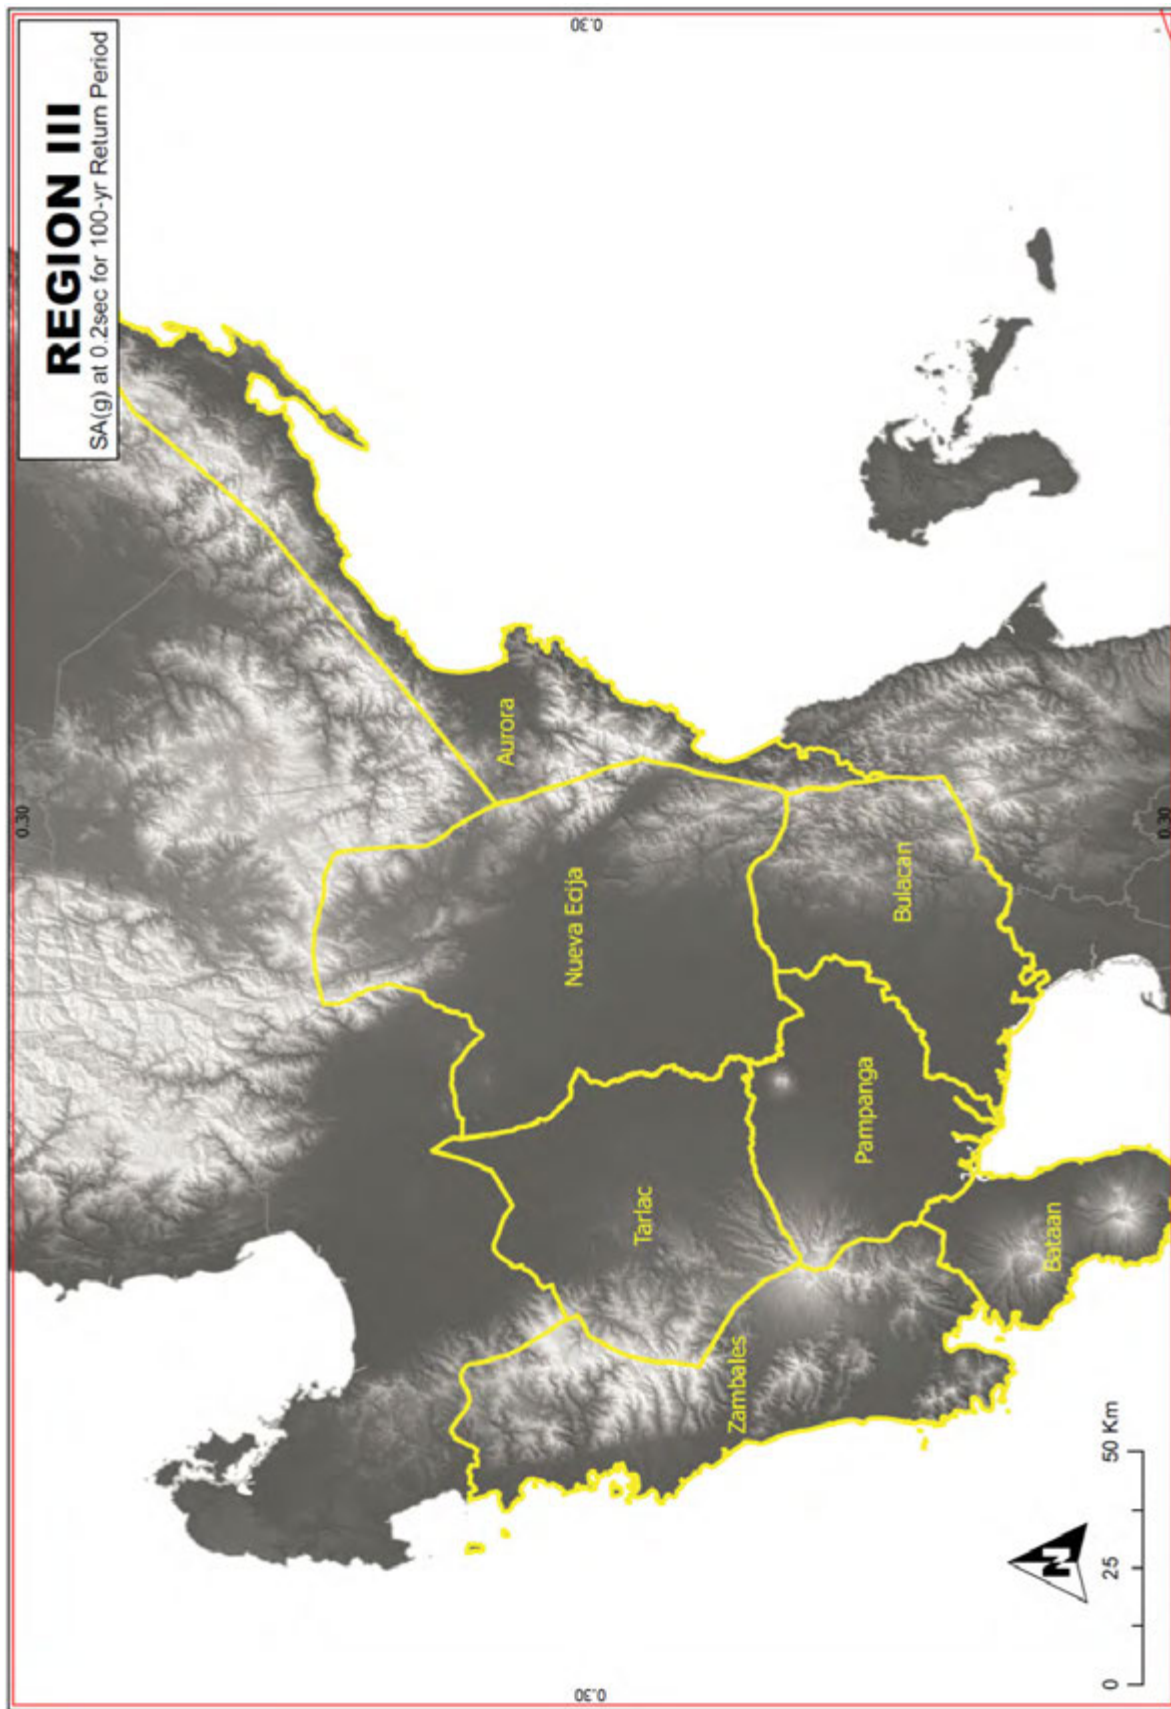 REGION III
SA(g) at 0.2sec for 100-yr Return Period
0.30
0.30
0.30
0.30
Aurora
Nueva Ecija
Bulacan
Pampanga
Tarlac
Zambales
Bataan
N
0 25 50 Km